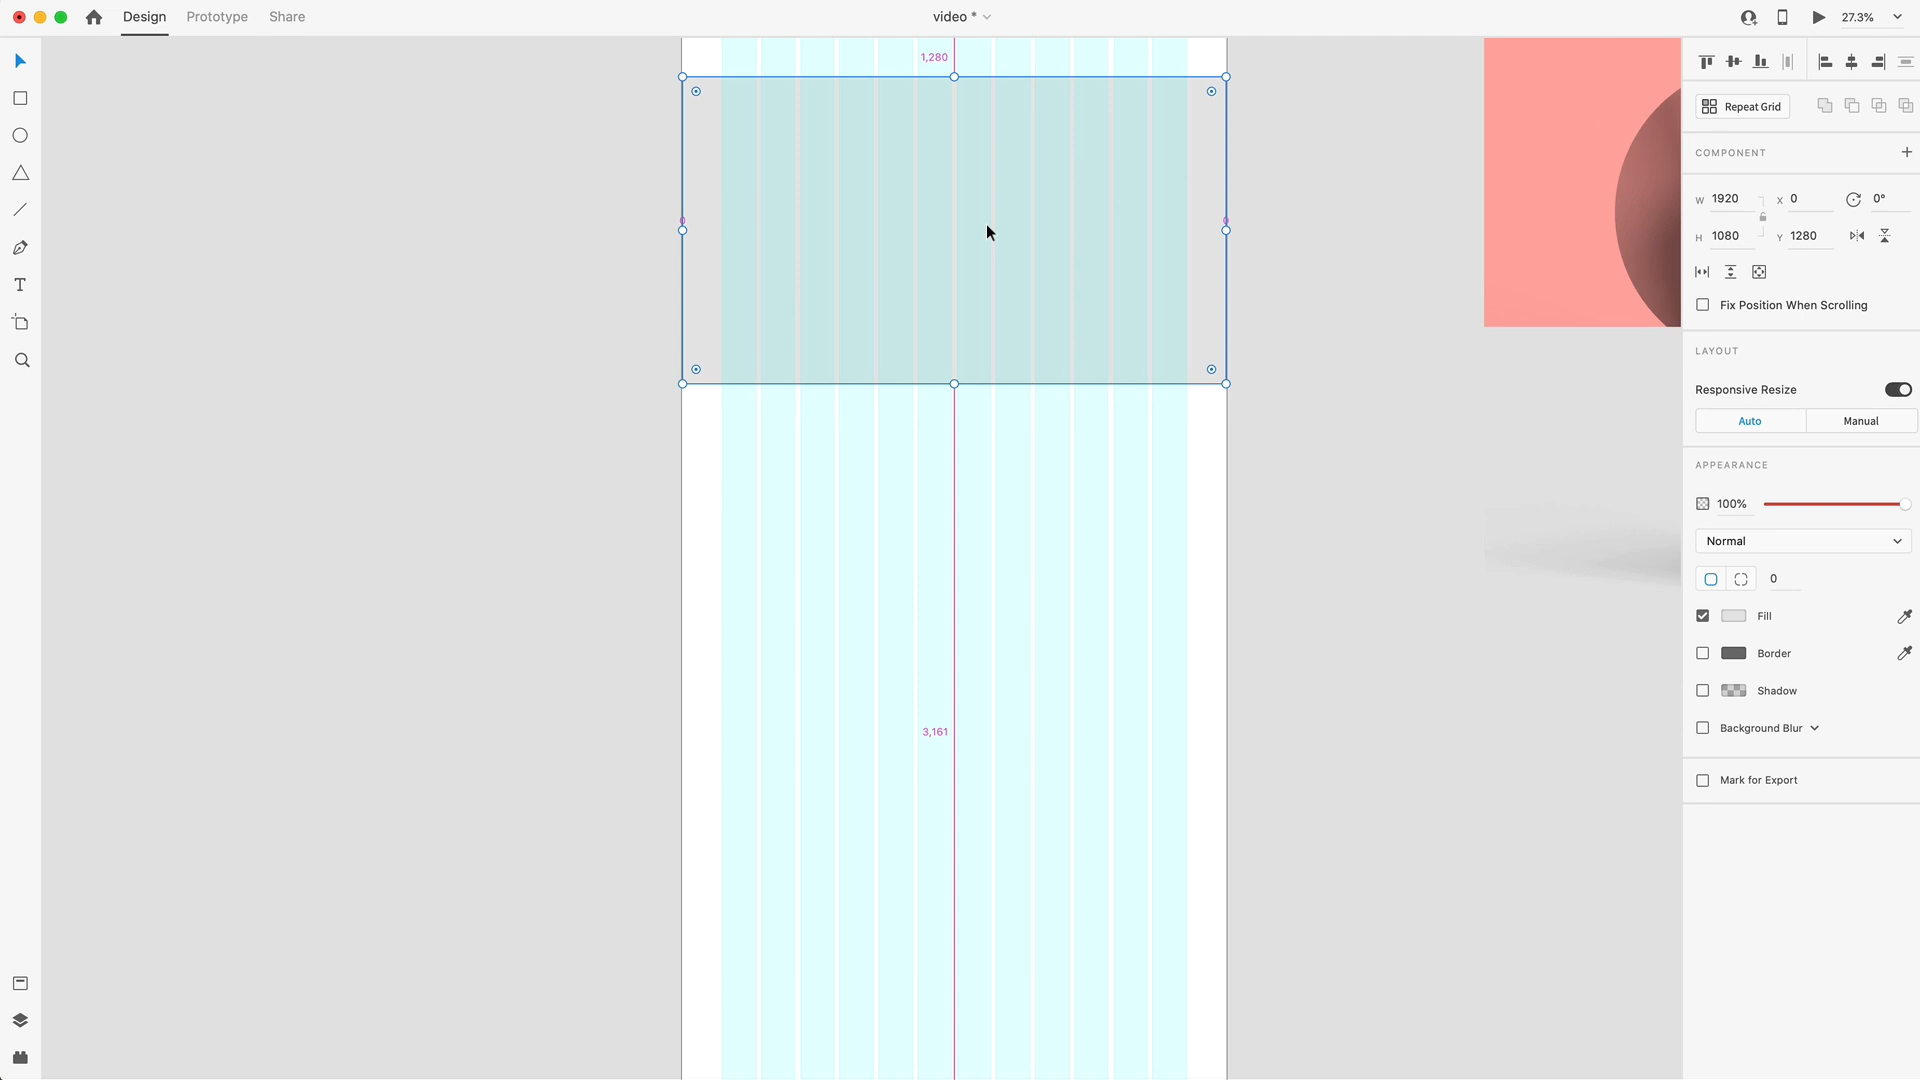 Design Prototype Share
video *
27.3%
1,280
Repeat Grid
COMPONENT
W 1920 X 0 0°
0 0
H 1080 Y 1280
Fix Position When Scrolling
LAYOUT
Responsive Resize
Auto Manual
APPEARANCE
100%
Normal
0
Fill
Border
Shadow
Background Blur
3,161
Mark for Export
T